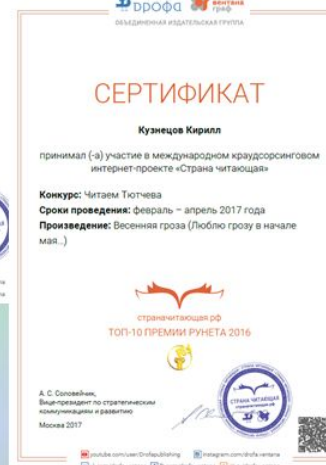 дрофа вентана граф
ОБЪЕДИНЕННАЯ ИЗДАТЕЛЬСКАЯ ГРУППА
СЕРТИФИКАТ
Кузнецов Кирилл
принимал (-а) участие в международном краудсорсинговом
интернет-проекте «Страна читающая»
Конкурс: Читаем Тютчева
Сроки проведения: февраль – апрель 2017 года
Произведение: Весенняя гроза (Люблю грозу в начале
мая...)
страначитающая.рф
ТОП-10 ПРЕМИИ РУНЕТА 2016
А. С. Соловейчик,
Вице-президент по стратегическим
коммуникациям и развитию
Москва 2017
СТРАНА ЧИТАЮЩАЯ
страначитающая.рф
youtube.com/user/Drofapublishing instagram.com/drofa.ventana